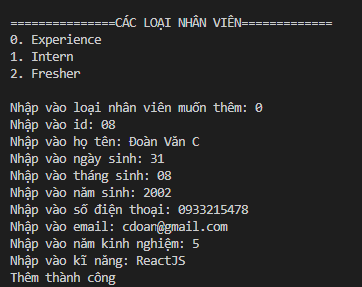 ===============CÁC LOẠI NHÂN VIÊN=============
0. Experience
1. Intern
2. Fresher
Nhập vào loại nhân viên muốn thêm: 0
Nhập vào id: 08
Nhập vào họ tên: Đoàn Văn C
Nhập vào ngày sinh: 31
Nhập vào tháng sinh: 08
Nhập vào năm sinh: 2002
Nhập vào số điện thoại: 0933215478
Nhập vào email: cdoan@gmail.com
Nhập vào năm kinh nghiệm: 5
Nhập vào kĩ năng: ReactJS
Thêm thành công